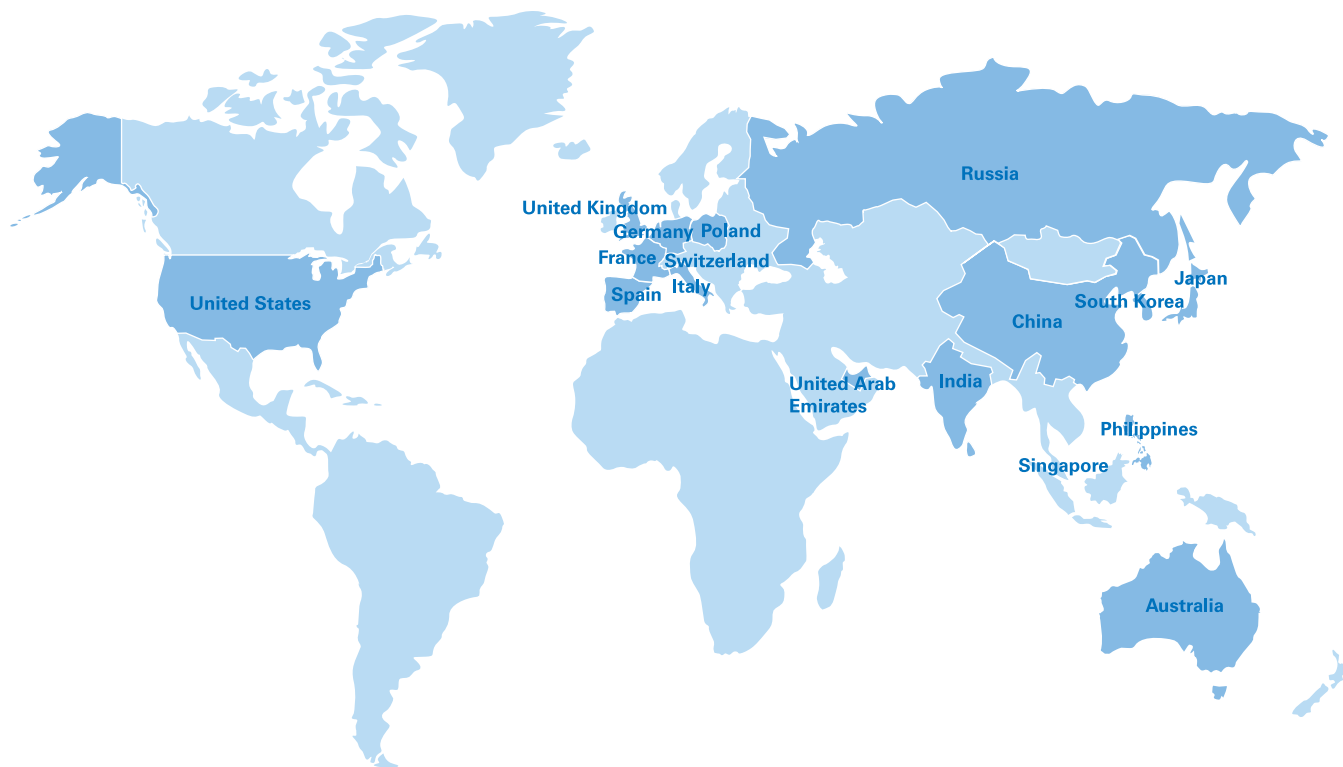 Russia
United Kingdom
Germany
Poland
France
Switzerland
Italy
Spain
United States
Japan
South Korea
China
United Arab
Emirates
India
Philippines
Singapore
Australia